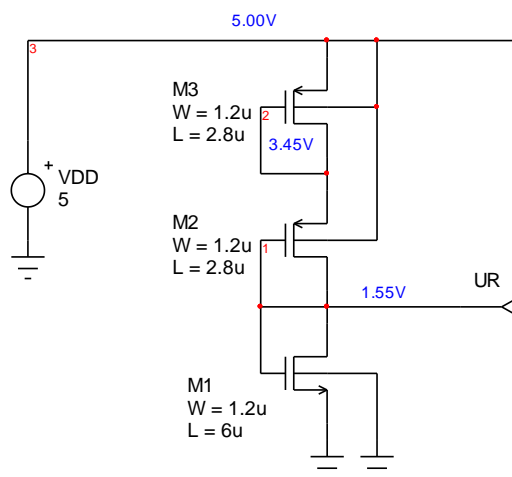 5.00V
3
M3
W = 1.2u
L = 2.8u
2
3.45V
+
VDD
5
M2
W = 1.2u
L = 2.8u
1
1.55V
UR
M1
W = 1.2u
L = 6u